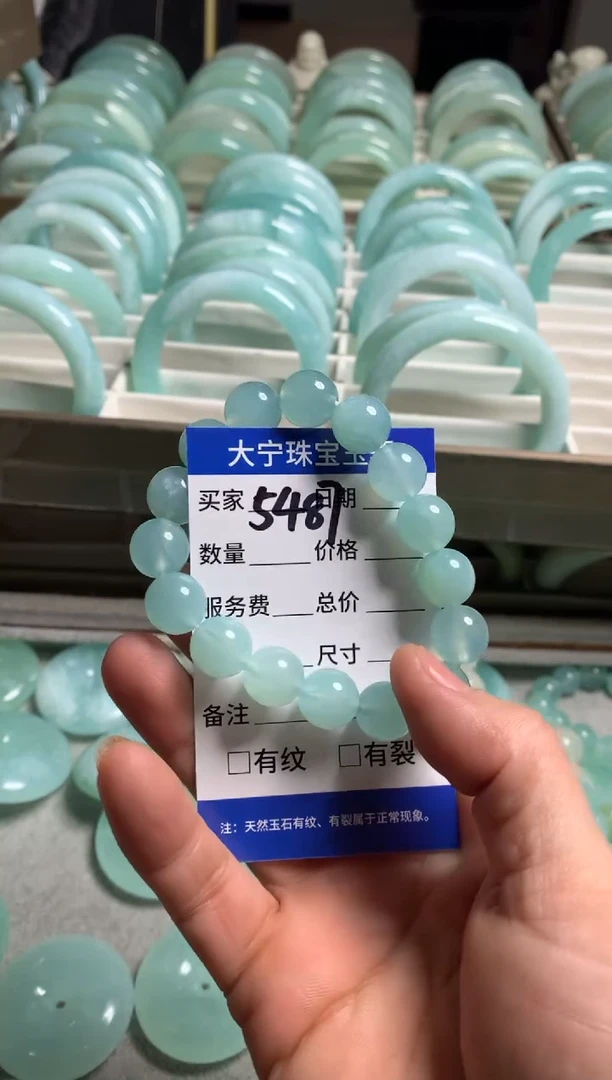 大宁珠宝玉
买家 5487 日期
数量 价格
服务费 总价
尺寸
备注
□有纹 □有裂
注：天然玉石有纹、有裂属于正常现象。